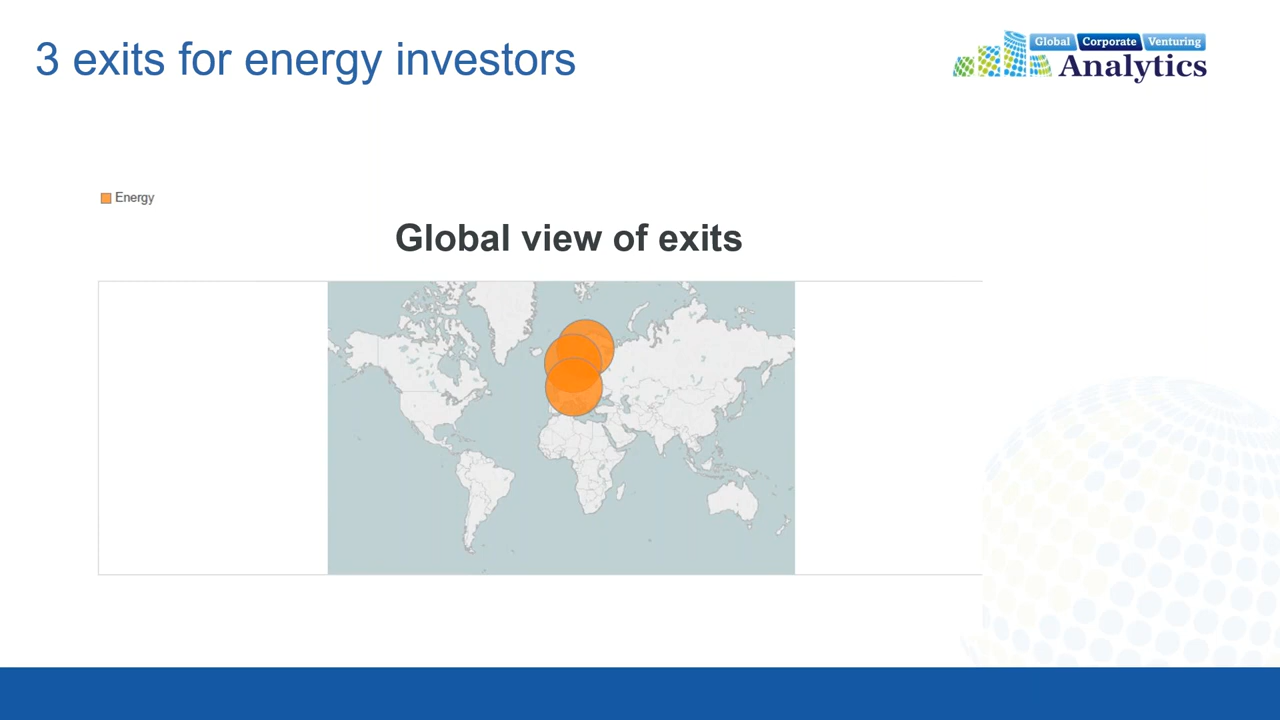 3 exits for energy investors
Global Corporate Venturing
Analytics
Energy
Global view of exits